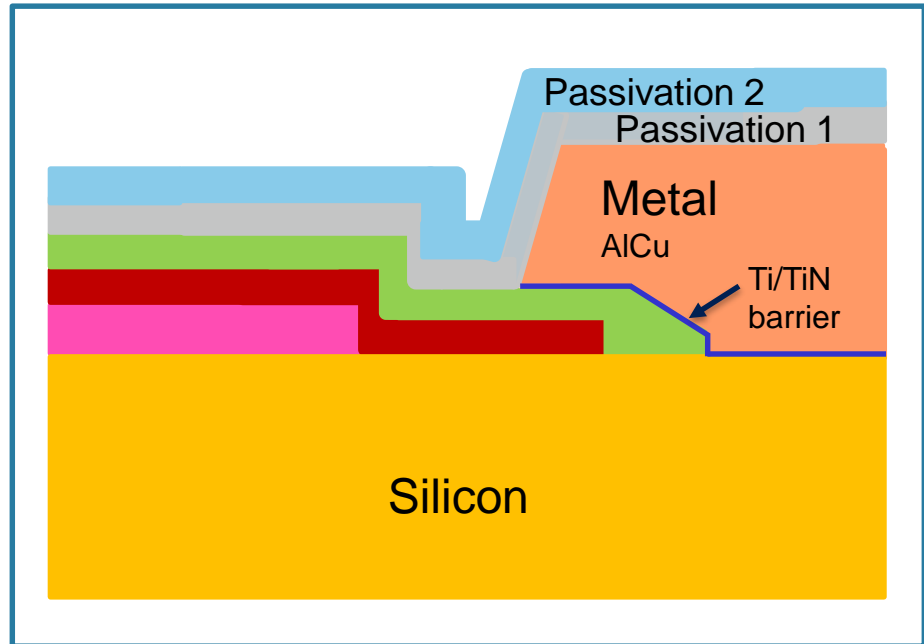 Passivation 2
Passivation 1
Metal
AlCu
Ti/TiN
barrier
Silicon